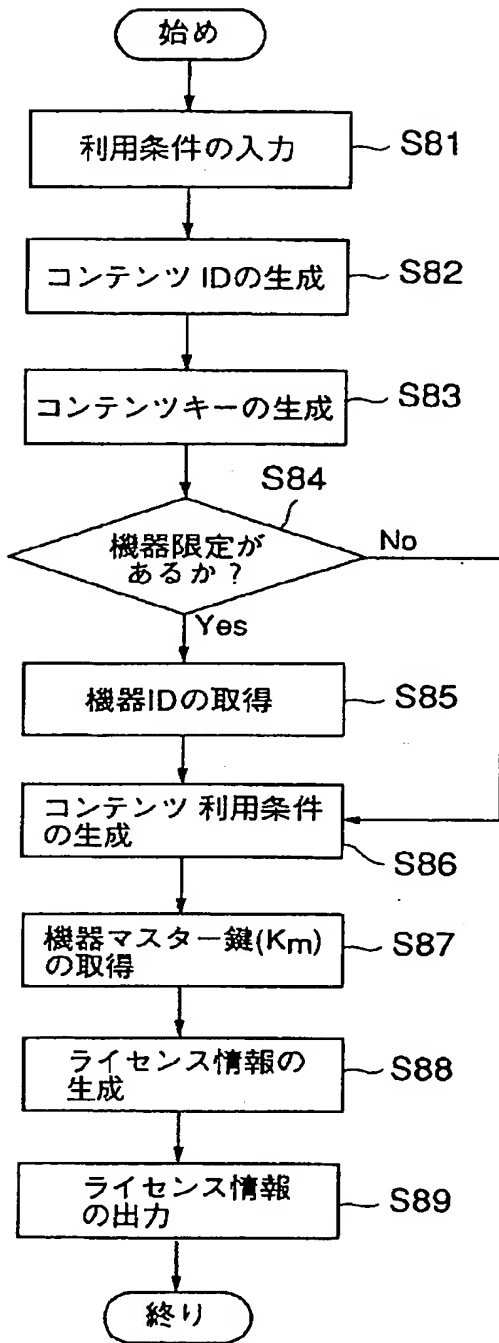 始め
利用条件の入力
S81
コンテンツ IDの生成
S82
コンテンツキーの生成
S83
S84
機器限定が
あるか？
No
Yes
機器IDの取得
S85
コンテンツ 利用条件
の生成
S86
機器マスター鍵(Km)
の取得
S87
ライセンス情報の
生成
S88
ライセンス情報
の出力
S89
終り